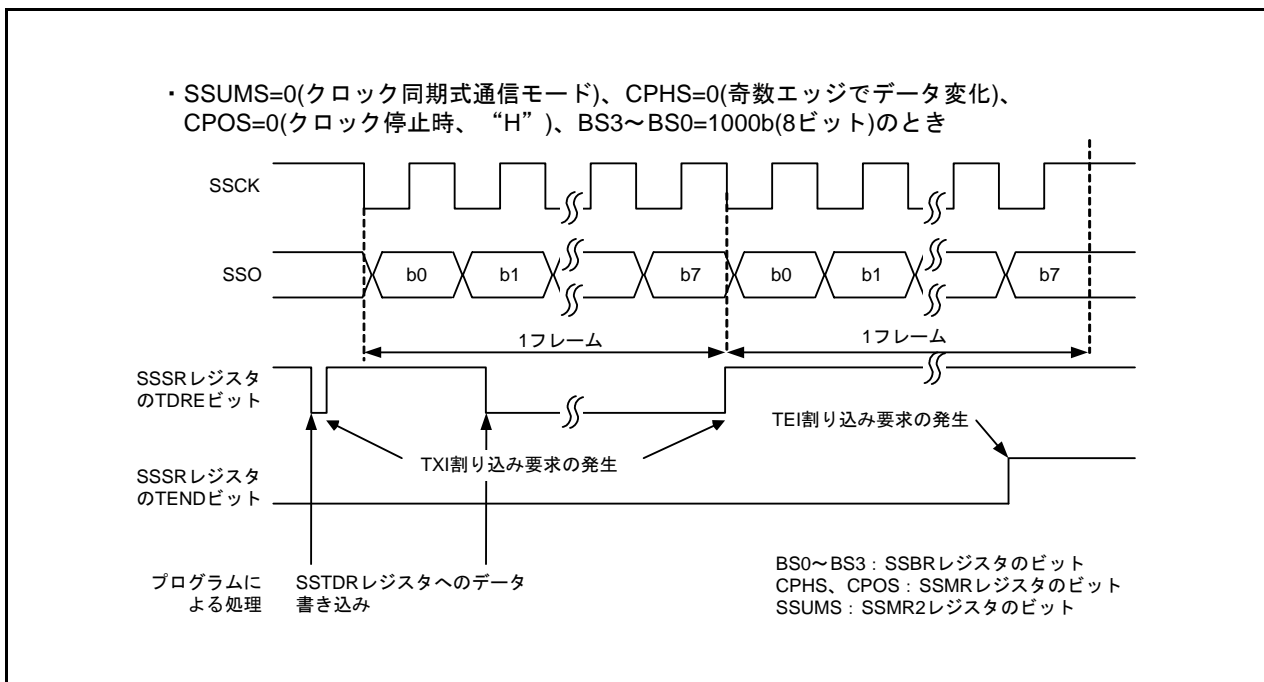 ・SSUMS=0(クロック同期式通信モード)、CPHS=0(奇数エッジでデータ変化)、
CPOS=0(クロック停止時、“H”)、BS3～BS0=1000b(8ビット)のとき
SSCK
SSO
b0
b1
b7
b0
b1
b7
1フレーム
1フレーム
SSSRレジスタ
のTDREビット
TXI割り込み要求の発生
TEI割り込み要求の発生
SSSRレジスタ
のTENDビット
プログラムに
よる処理
SSTDRレジスタへのデータ
書き込み
BS0～BS3：SSBRレジスタのビット
CPHS、CPOS：SSMRレジスタのビット
SSUMS：SSMR2レジスタのビット